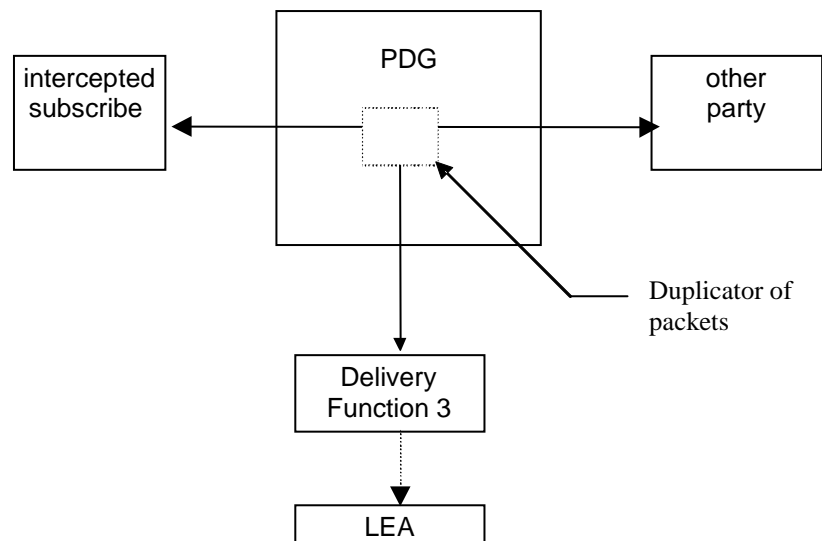 PDG
intercepted
subscribe
other
party
Duplicator of
packets
Delivery
Function 3
LEA